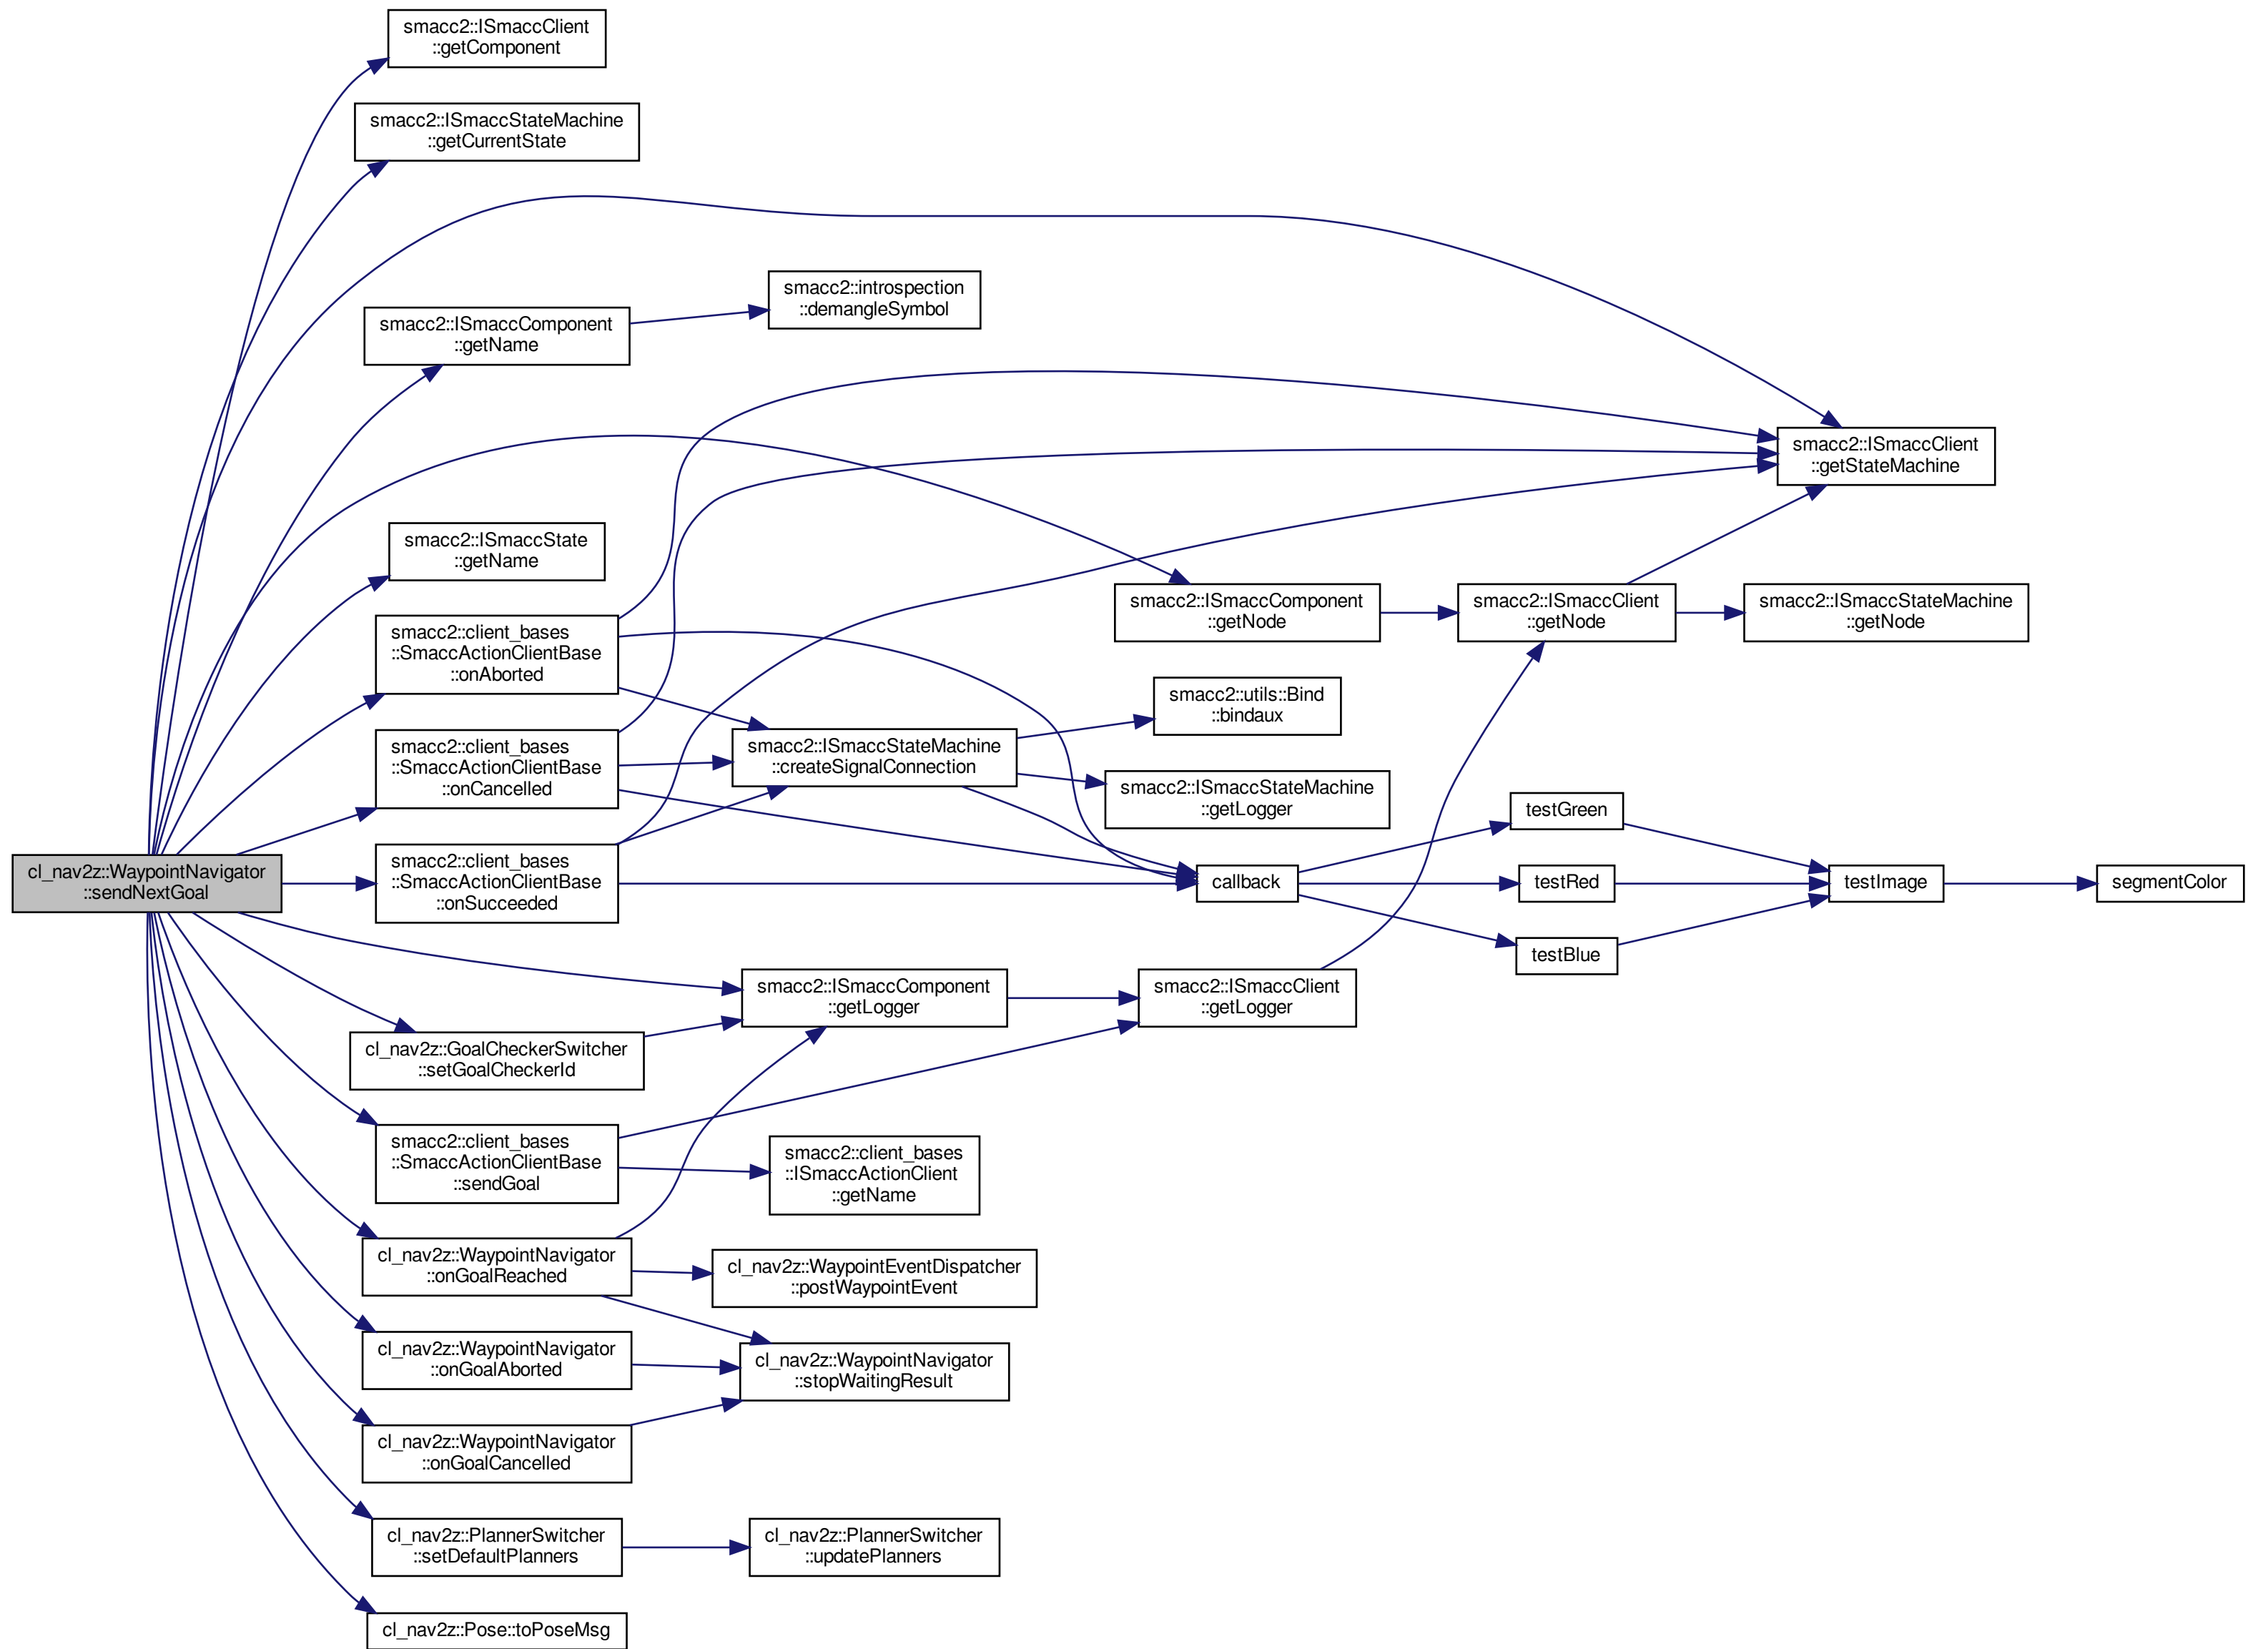 smacc2::ISmaccClient
::getComponent
smacc2::ISmaccStateMachine
::getCurrentState
smacc2::introspection
::demangleSymbol
smacc2::ISmaccComponent
::getName
smacc2::ISmaccClient
::getStateMachine
smacc2::ISmaccState
::getName
smacc2::ISmaccComponent
::getNode
smacc2::ISmaccClient
::getNode
smacc2::ISmaccStateMachine
::getNode
smacc2::client_bases
::SmaccActionClientBase
::onAborted
smacc2::utils::Bind
::bindaux
smacc2::client_bases
::SmaccActionClientBase
::onCancelled
smacc2::ISmaccStateMachine
::createSignalConnection
smacc2::ISmaccStateMachine
::getLogger
testGreen
cl_nav2z::WaypointNavigator
::sendNextGoal
smacc2::client_bases
::SmaccActionClientBase
::onSucceeded
callback
testRed
testImage
segmentColor
testBlue
smacc2::ISmaccComponent
::getLogger
smacc2::ISmaccClient
::getLogger
cl_nav2z::GoalCheckerSwitcher
::setGoalCheckerId
smacc2::client_bases
::SmaccActionClientBase
::sendGoal
smacc2::client_bases
::ISmaccActionClient
::getName
cl_nav2z::WaypointNavigator
::onGoalReached
cl_nav2z::WaypointEventDispatcher
::postWaypointEvent
cl_nav2z::WaypointNavigator
::onGoalAborted
cl_nav2z::WaypointNavigator
::stopWaitingResult
cl_nav2z::WaypointNavigator
::onGoalCancelled
cl_nav2z::PlannerSwitcher
::setDefaultPlanners
cl_nav2z::PlannerSwitcher
::updatePlanners
cl_nav2z::Pose::toPoseMsg